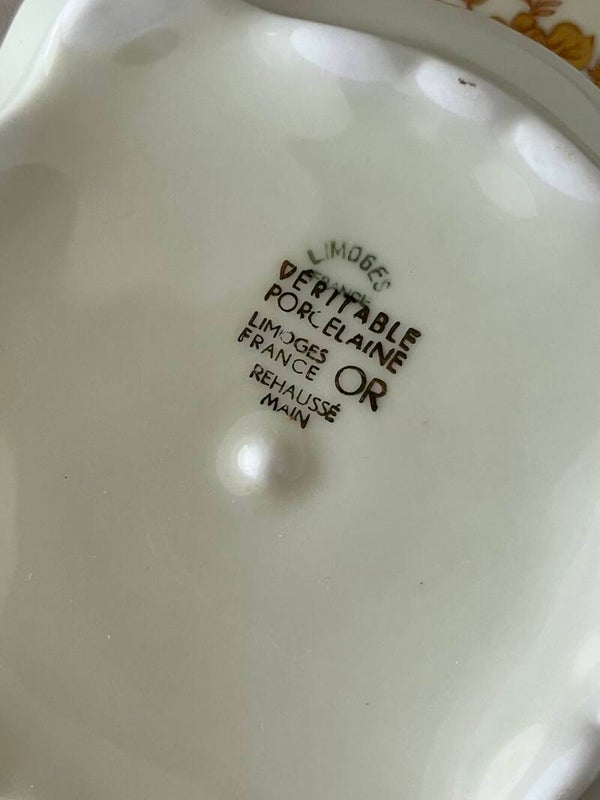 LIMOGES
FRANCE
VÉRITABLE
PORCELAINE
LIMOGES
FRANCE OR
REHAUSSÉ
MAIN